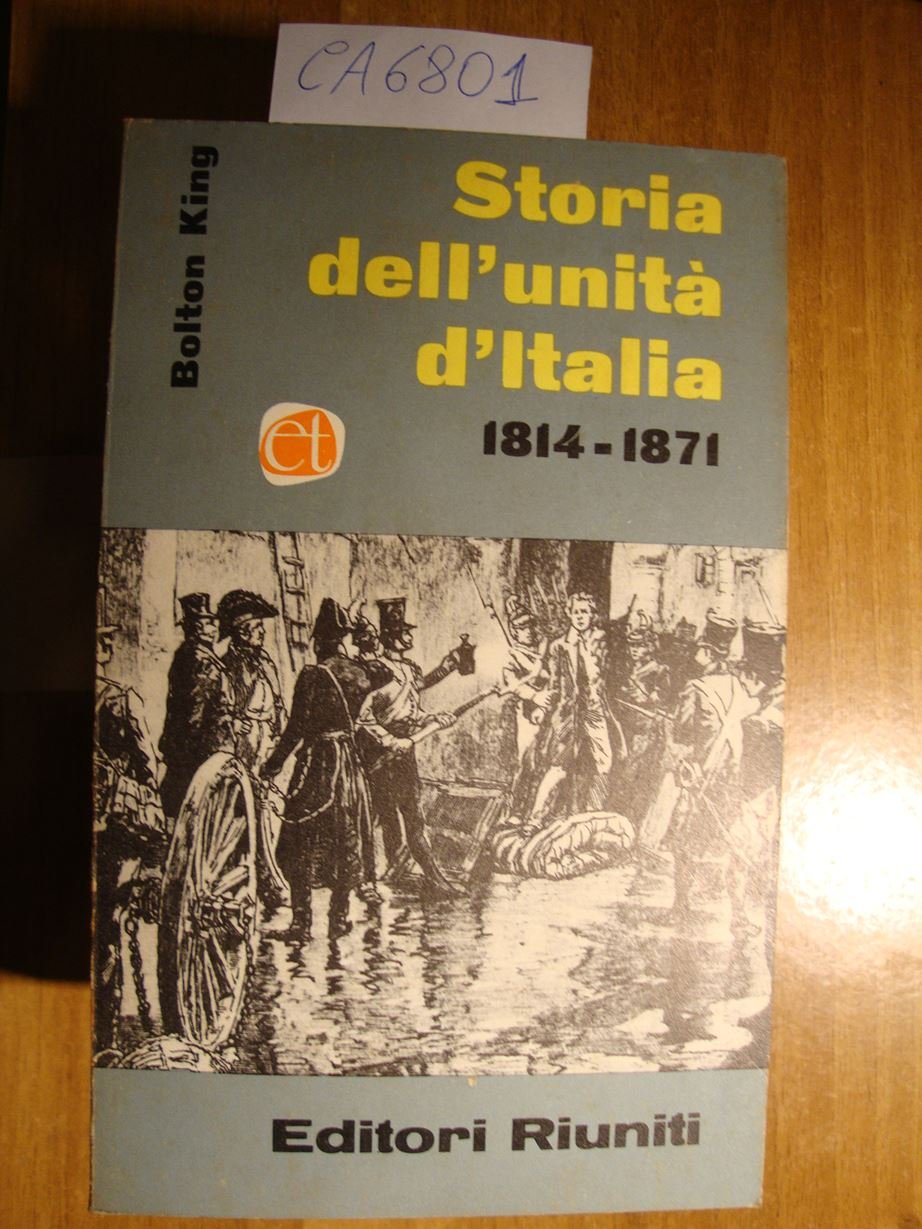 CA6801
Bolton King
Storia
dell'unità
d'Italia
1814-1871
et
Editori Riuniti